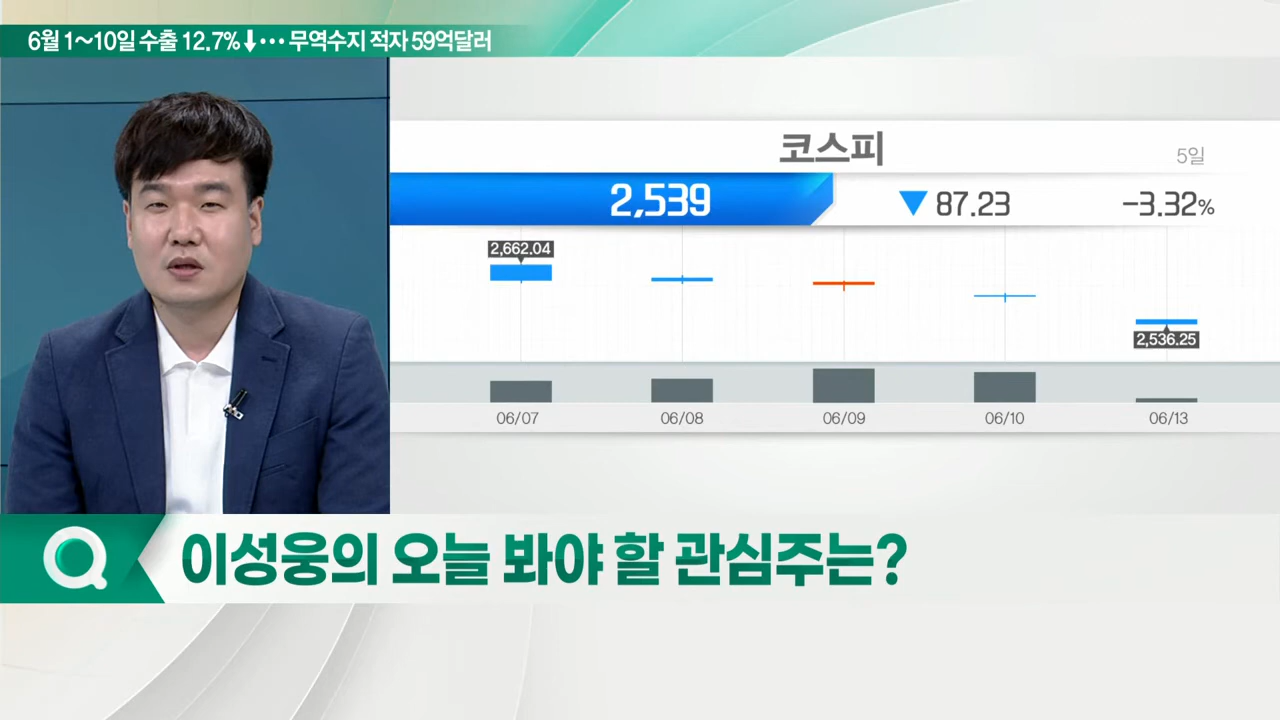 6월 1~10일 수출 12.7%⬇··· 무역수지 적자 59억달러
코스피
5일
2,539 ▼ 87.23 -3.32%
2,662.04
2,536.25
06/07 06/08 06/09 06/10 06/13
이성웅의 오늘 봐야 할 관심주는?